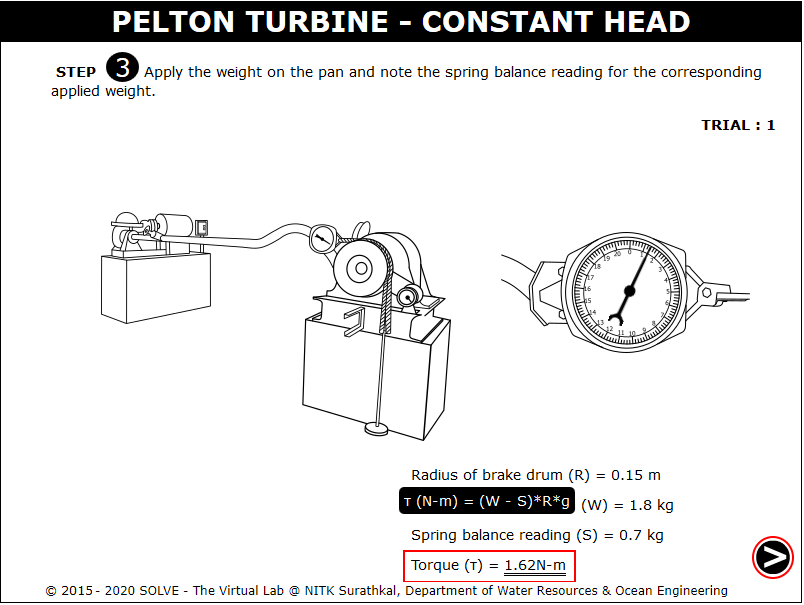 PELTON TURBINE - CONSTANT HEAD
STEP 3 Apply the weight on the pan and note the spring balance reading for the corresponding
applied weight.
TRIAL : 1
0 1 2 3 4 5 6 7 8 9 10 11 12 13 14 15 16 17 18 19 20
Radius of brake drum (R) = 0.15 m
τ (N-m) = (W - S)*R*g (W) = 1.8 kg
Spring balance reading (S) = 0.7 kg
Torque (τ) = 1.62N-m
>
© 2015- 2020 SOLVE - The Virtual Lab @ NITK Surathkal, Department of Water Resources & Ocean Engineering